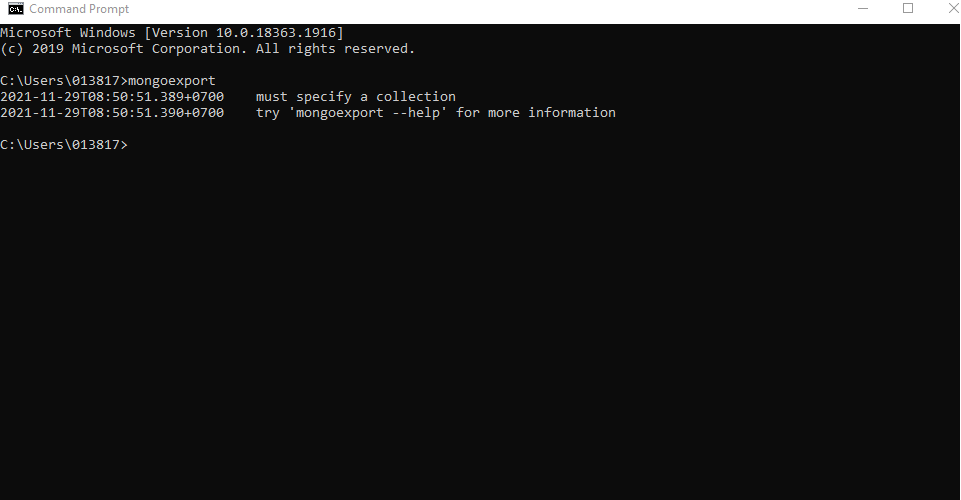 Command Prompt
Microsoft Windows [Version 10.0.18363.1916]
(c) 2019 Microsoft Corporation. All rights reserved.
C:\Users\013817>mongoexport
2021-11-29T08:50:51.389+0700    must specify a collection
2021-11-29T08:50:51.390+0700    try 'mongoexport --help' for more information
C:\Users\013817>